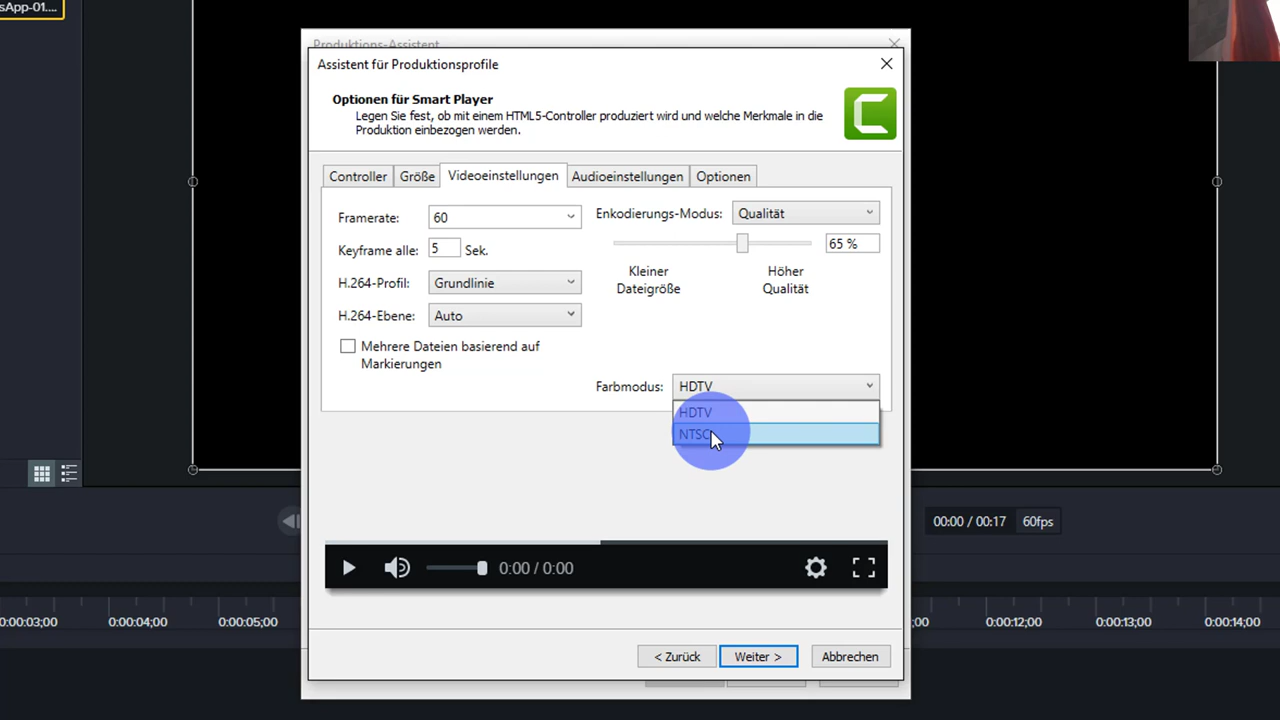 sApp-01....
Produktions-Assistent
Assistent für Produktionsprofile
Optionen für Smart Player
Legen Sie fest, ob mit einem HTML5-Controller produziert wird und welche Merkmale in die
Produktion einbezogen werden.
Controller
Größe
Videoeinstellungen
Audioeinstellungen
Optionen
Framerate: 60
Keyframe alle: 5 Sek.
H.264-Profil: Grundlinie
H.264-Ebene: Auto
Mehrere Dateien basierend auf
Markierungen
Enkodierungs-Modus: Qualität
65 %
Kleiner
Dateigröße
Höher
Qualität
Farbmodus: HDTV
HDTV
NTSC
0:00 / 0:00
< Zurück
Weiter >
Abbrechen
00:00 / 00:17
60fps
0:00:03;00
0:00:04;00
0:00:05;00
;00
0:00:12;00
0:00:13;00
0:00:14;00